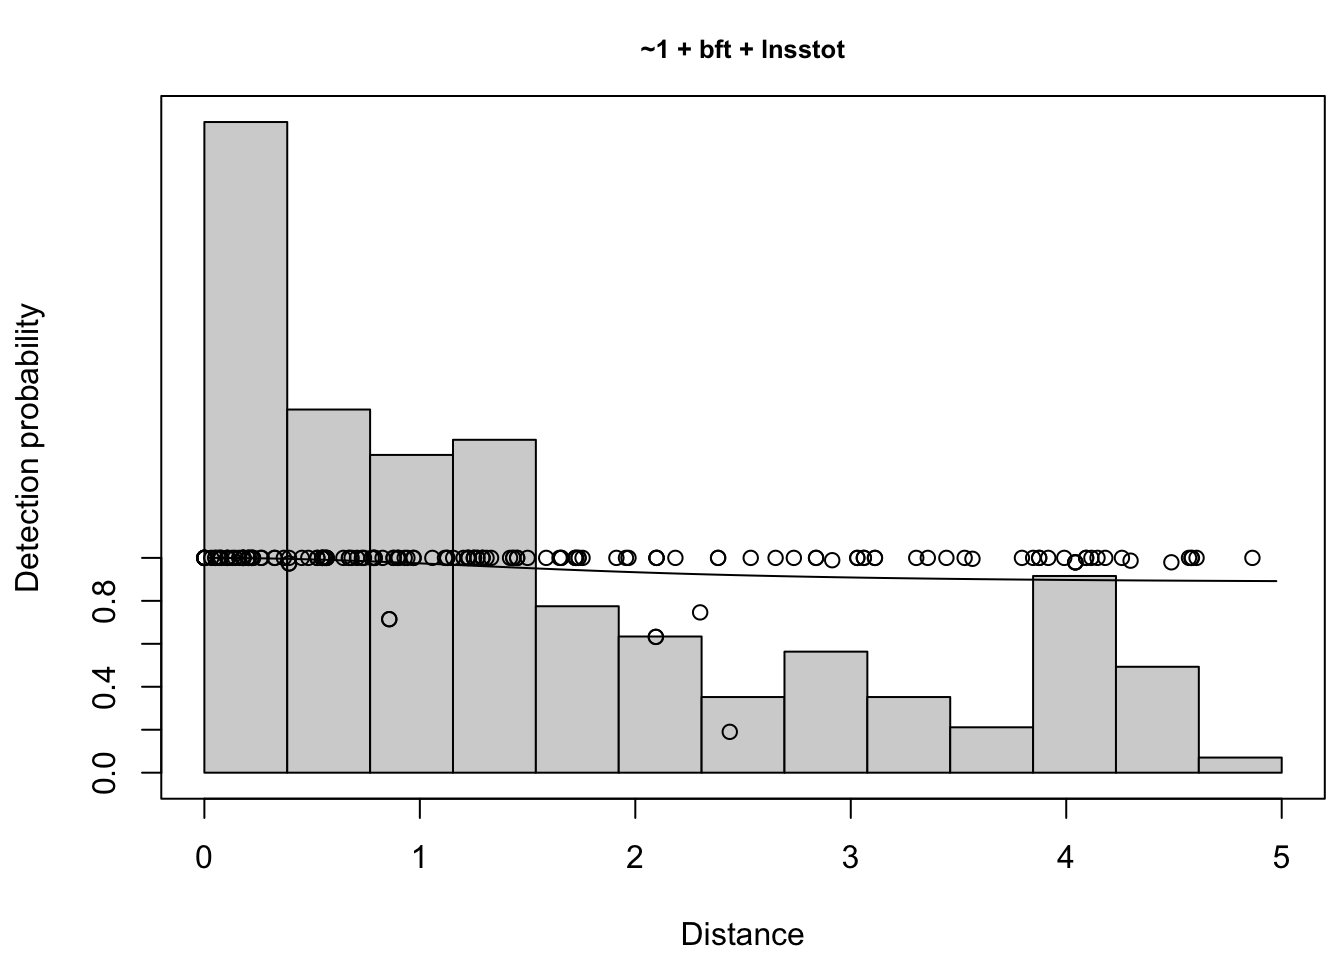 ~1 + bft + lnsstot
Detection probability
0.8
0.4
0.0
0 1 2 3 4 5
Distance